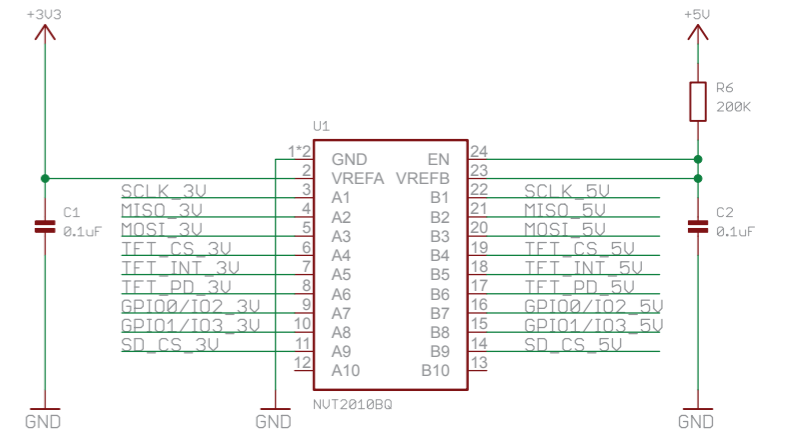 +3V3
+5V
R6
200K
U1
1*2 GND EN 24
2 VREFA VREFB 23
SCLK_3V 3 A1 B1 22 SCLK_5V
MISO_3V 4 A2 B2 21 MISO_5V
MOSI_3V 5 A3 B3 20 MOSI_5V
TFT_CS_3V 6 A4 B4 19 TFT_CS_5V
TFT_INT_3V 7 A5 B5 18 TFT_INT_5V
TFT_PD_3V 8 A6 B6 17 TFT_PD_5V
GPIO0/IO2_3V 9 A7 B7 16 GPIO0/IO2_5V
GPIO1/IO3_3V 10 A8 B8 15 GPIO1/IO3_5V
SD_CS_3V 11 A9 B9 14 SD_CS_5V
12 A10 B10 13
C1
0.1uF
C2
0.1uF
NVT2010BQ
GND
GND
GND